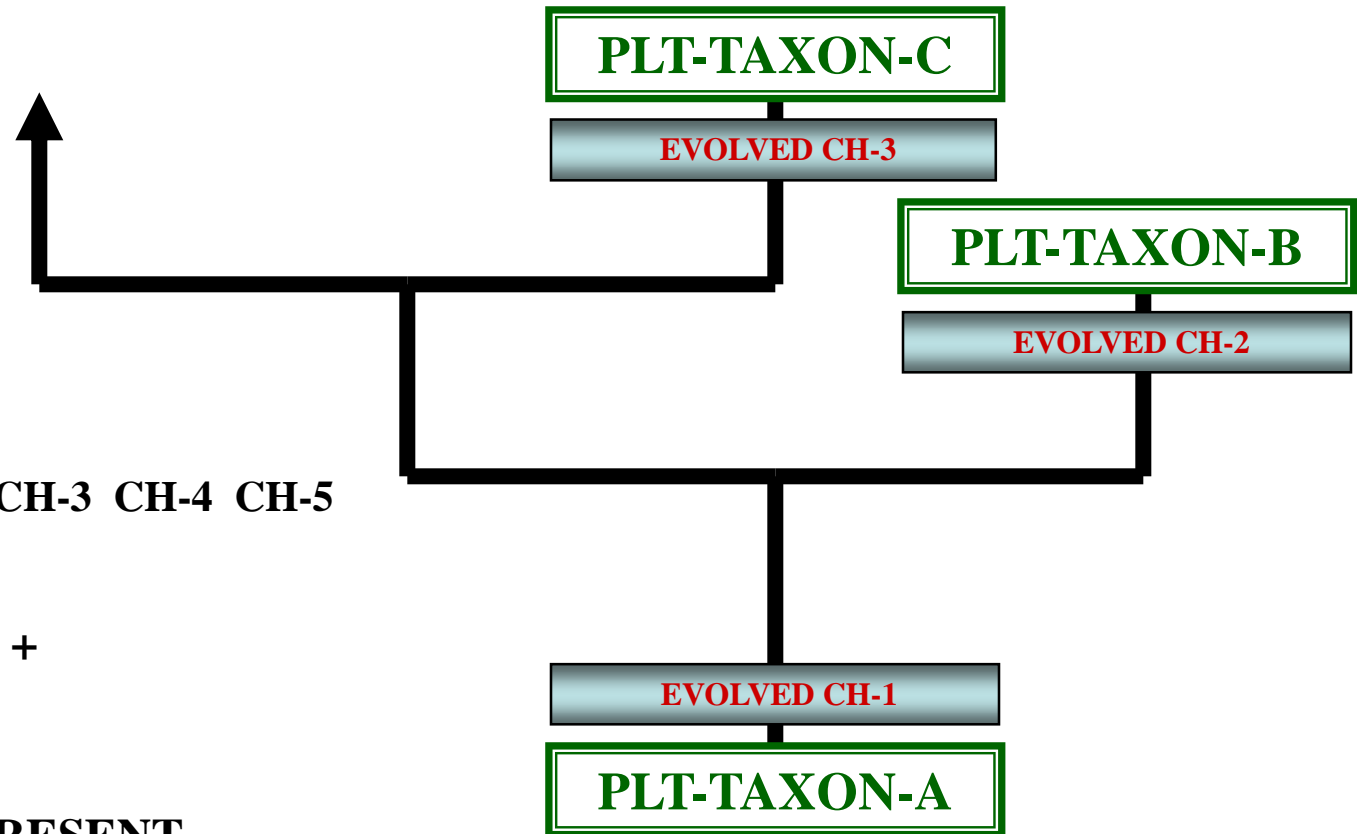 PLT-TAXON-C
EVOLVED CH-3
PLT-TAXON-B
EVOLVED CH-2
CH-3 CH-4 CH-5
+
EVOLVED CH-1
PLT-TAXON-A